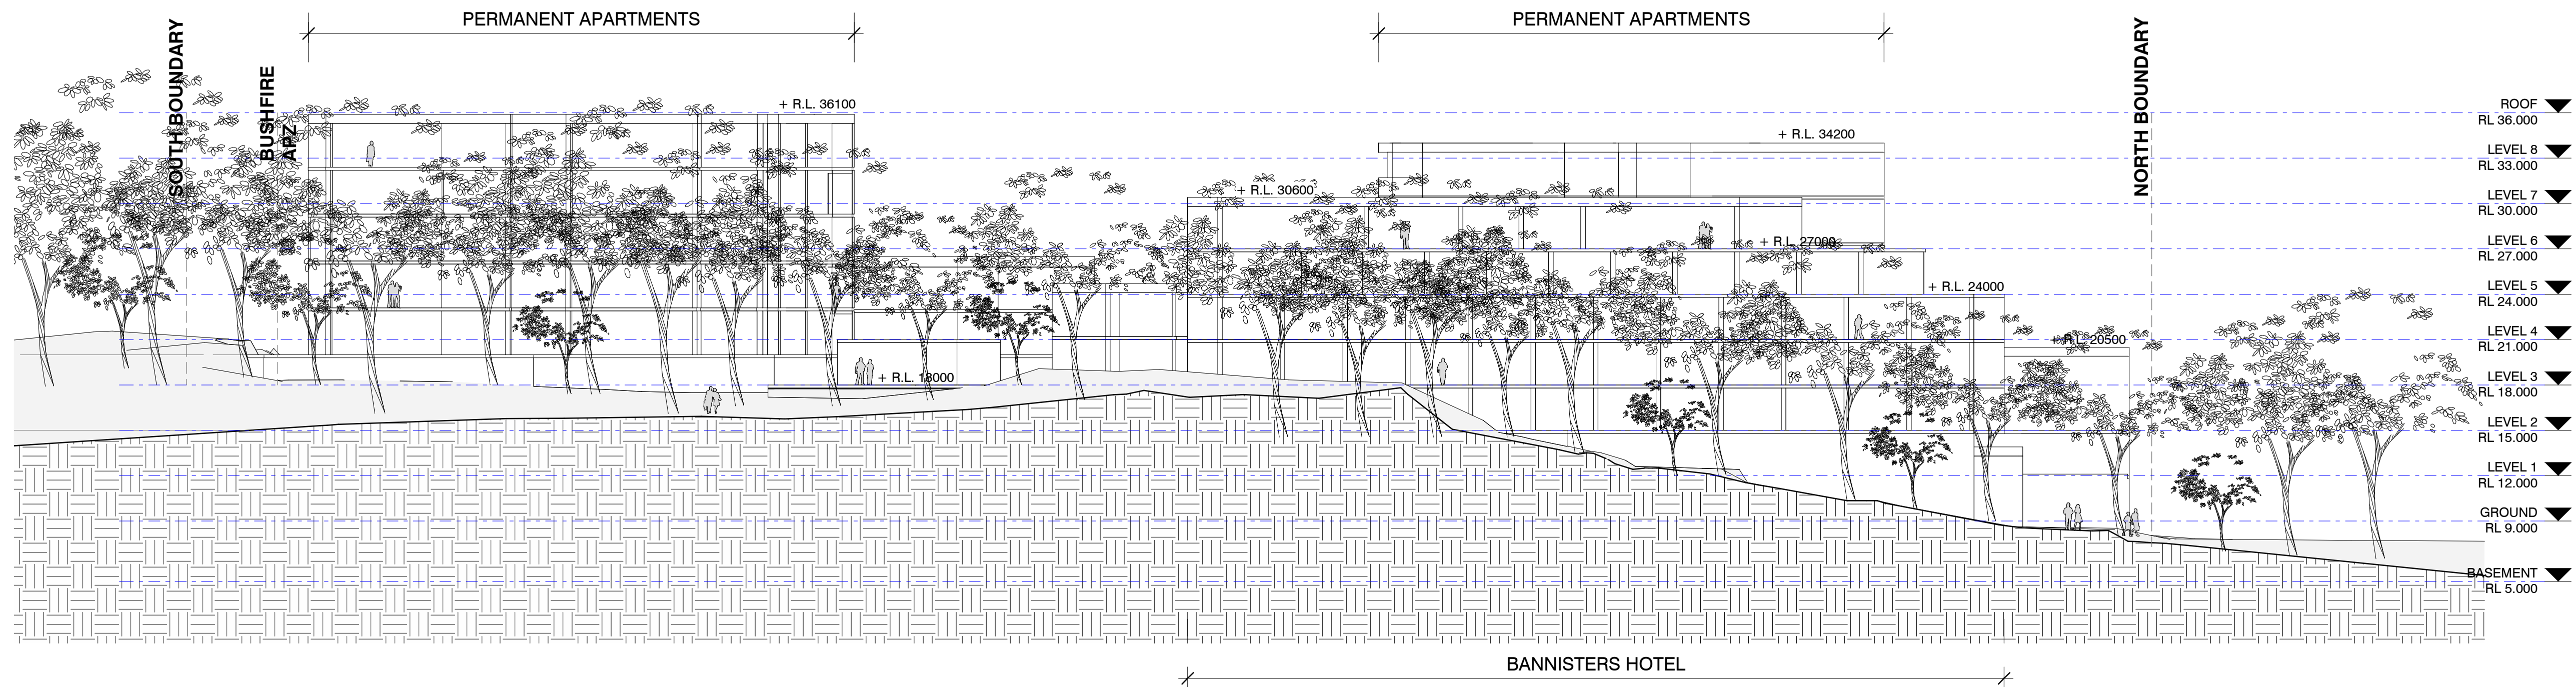 PERMANENT APARTMENTS
PERMANENT APARTMENTS
SOUTH BOUNDARY
BUSHFIRE
APZ
NORTH BOUNDARY
+ R.L. 36100
+ R.L. 34200
+ R.L. 30600
+ R.L. 27000
+ R.L. 24000
+ R.L. 20500
+ R.L. 18000
ROOF
RL 36.000
LEVEL 8
RL 33.000
LEVEL 7
RL 30.000
LEVEL 6
RL 27.000
LEVEL 5
RL 24.000
LEVEL 4
RL 21.000
LEVEL 3
RL 18.000
LEVEL 2
RL 15.000
LEVEL 1
RL 12.000
GROUND
RL 9.000
BASEMENT
RL 5.000
BANNISTERS HOTEL